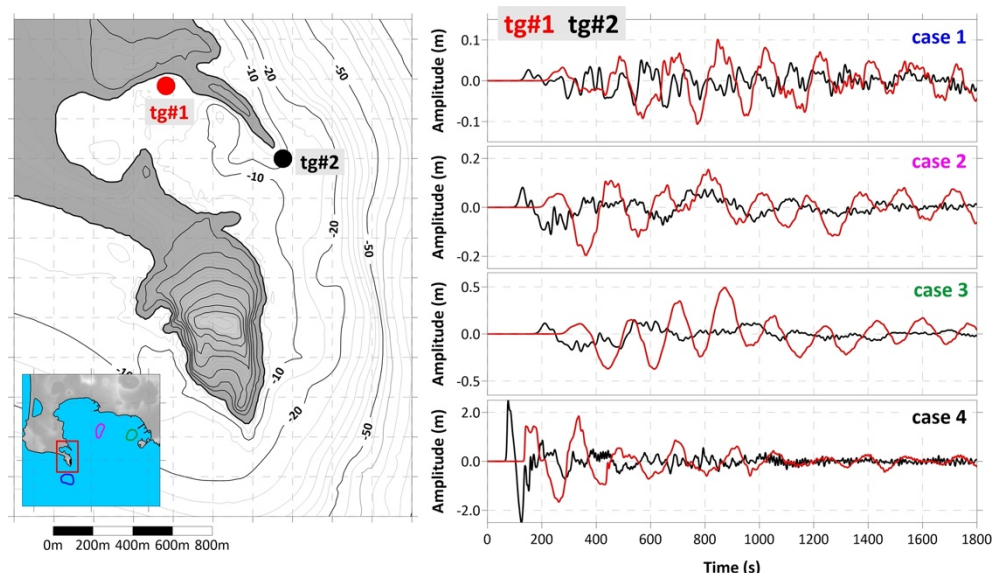 tg#1
tg#2
-10
-20
-50
-10
-20
-50
-10
-10
-20
-50
0m 200m 400m 600m 800m
tg#1 tg#2
case 1
Amplitude (m)
0.1
0.0
-0.1
case 2
Amplitude (m)
0.2
0.0
-0.2
case 3
Amplitude (m)
0.5
0.0
-0.5
case 4
Amplitude (m)
2.0
0.0
-2.0
0 200 400 600 800 1000 1200 1400 1600 1800
Time (s)